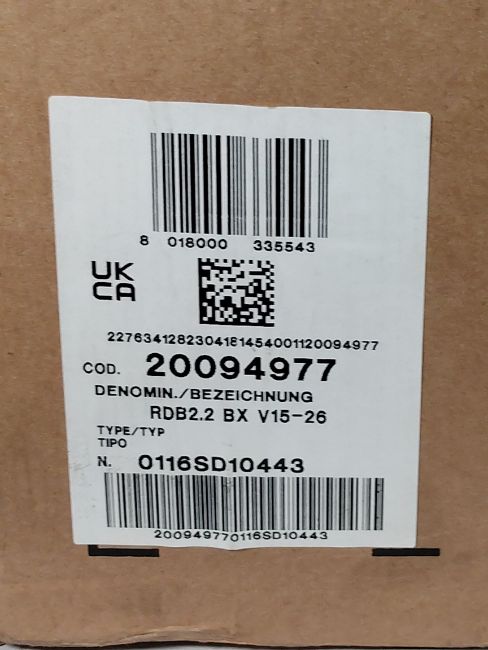 8 018000 335543
UK
CA
2276341282304181454001120094977
COD. 20094977
DENOMIN./BEZEICHNUNG
RDB2.2 BX V15-26
TYPE/TYP
TIPO
N. 0116SD10443
200949770116SD10443